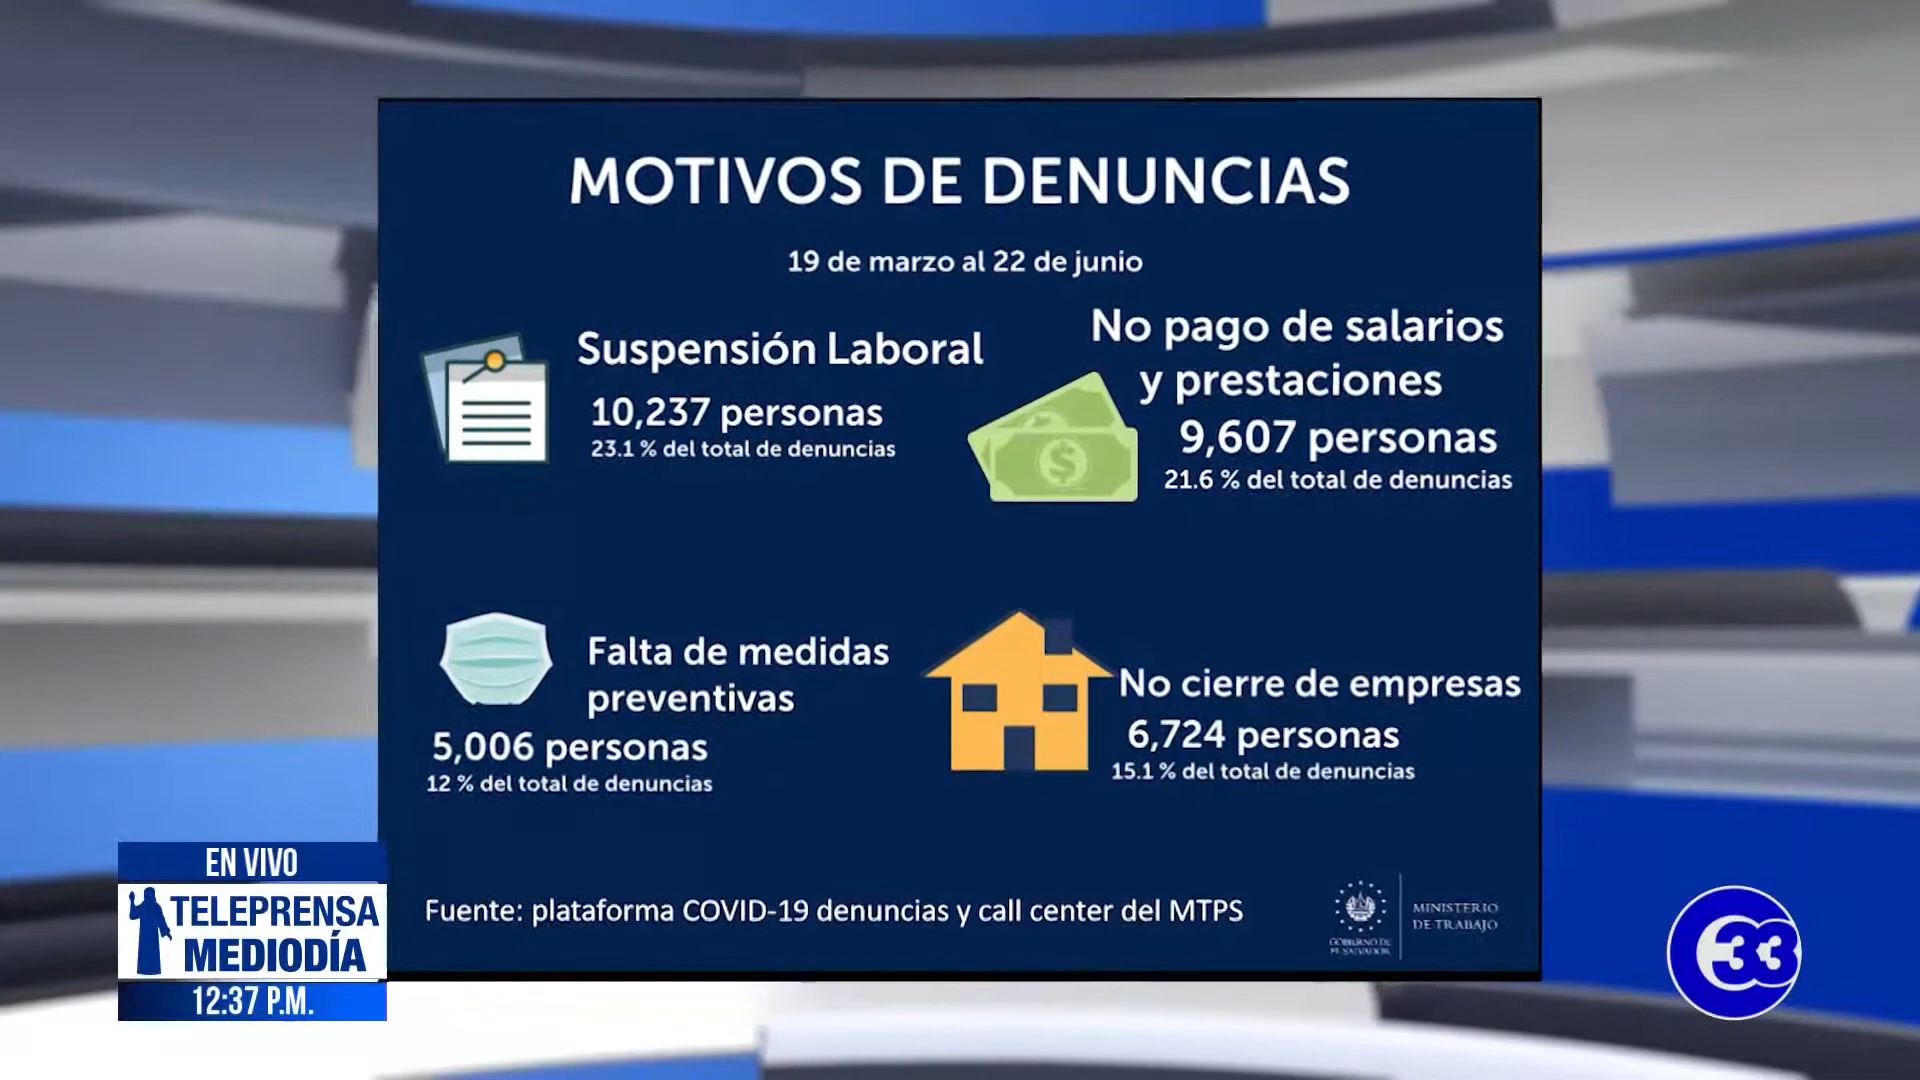 MOTIVOS DE DENUNCIAS
19 de marzo al 22 de junio
Suspensión Laboral
10,237 personas
23.1 % del total de denuncias
No pago de salarios
y prestaciones
9,607 personas
21.6 % del total de denuncias
$
Falta de medidas
preventivas
5,006 personas
12 % del total de denuncias
No cierre de empresas
6,724 personas
15.1 % del total de denuncias
Fuente: plataforma COVID-19 denuncias y call center del MTPS
GOBIERNO DE
EL SALVADOR
MINISTERIO
DE TRABAJO
EN VIVO
TELEPRENSA
MEDIODÍA
12:37 P.M.
33